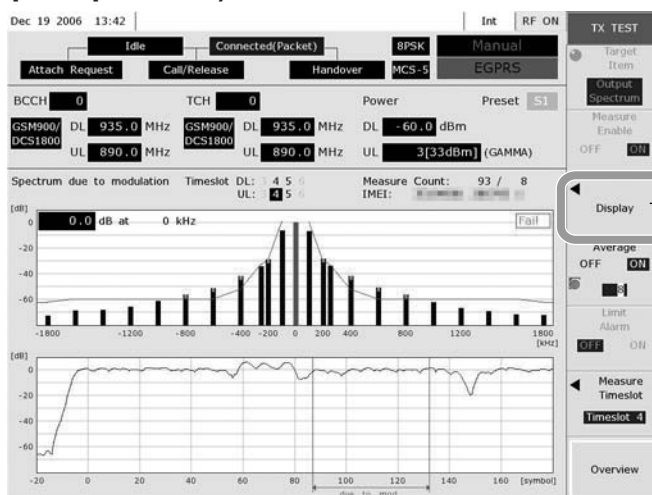 Dec 19 2006 13:42 Int RF ON
TX TEST
Idle Connected(Packet) 8PSK Manual
Attach Request Call/Release Handover MCS-5 EGPRS
Target
Item
Output
Spectrum
BCCH 0 TCH 0 Power Preset S1
GSM900/
DCS1800
DL 935.0 MHz
UL 890.0 MHz
GSM900/
DCS1800
DL 935.0 MHz
UL 890.0 MHz
DL -60.0 dBm
UL 3[33dBm] (GAMMA)
Measure
Enable
OFF ON
Spectrum due to modulation Timeslot DL: 3 4 5 6 Measure Count: 93 / 8
UL: 4 5 6 IMEI:
Display
[dB]
0.0 dB at 0 kHz Fail
0
-20
-40
-60
-1800 -1200 -800 -400 -200 0 200 400 800 1200 1800
[kHz]
Average
OFF ON
8
Limit
Alarm
OFF ON
[dB]
0
-20
-40
-60
-20 0 20 40 60 80 100 120 140 160 [symbol]
due to mod
Measure
Timeslot
Timeslot 4
Overview